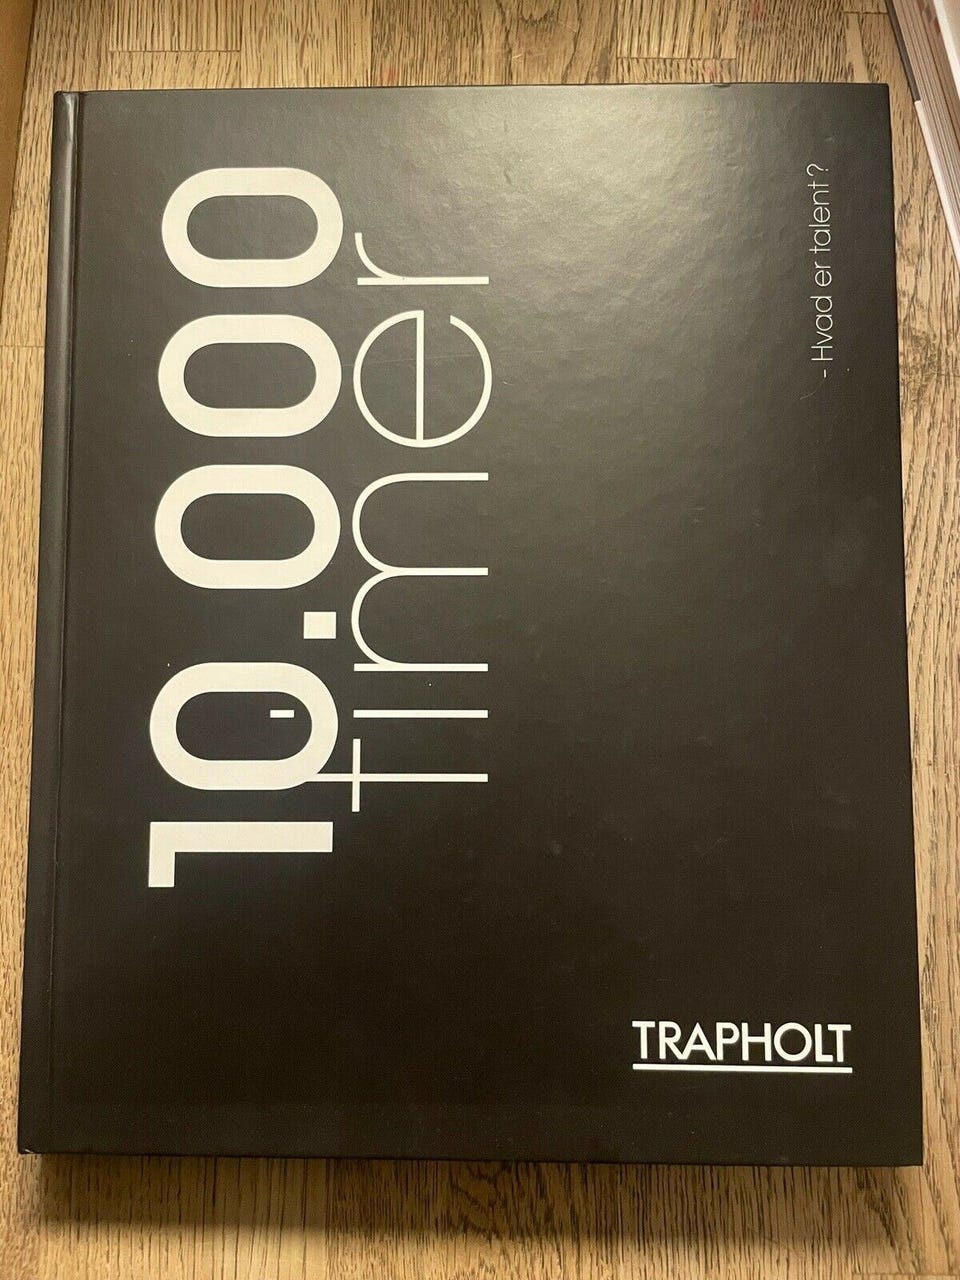 10.000
timer
- Hvad er talent?
TRAPHOLT